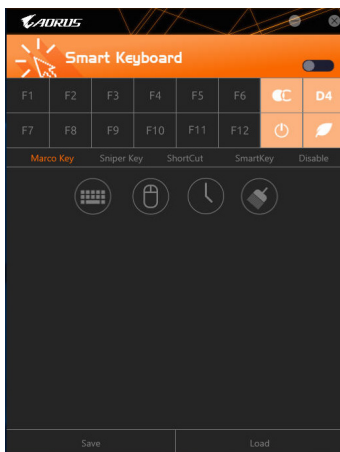 AORUS
Smart Keyboard
F1 F2 F3 F4 F5 F6 D4
F7 F8 F9 F10 F11 F12
Marco Key Sniper Key ShortCut SmartKey Disable
Save Load